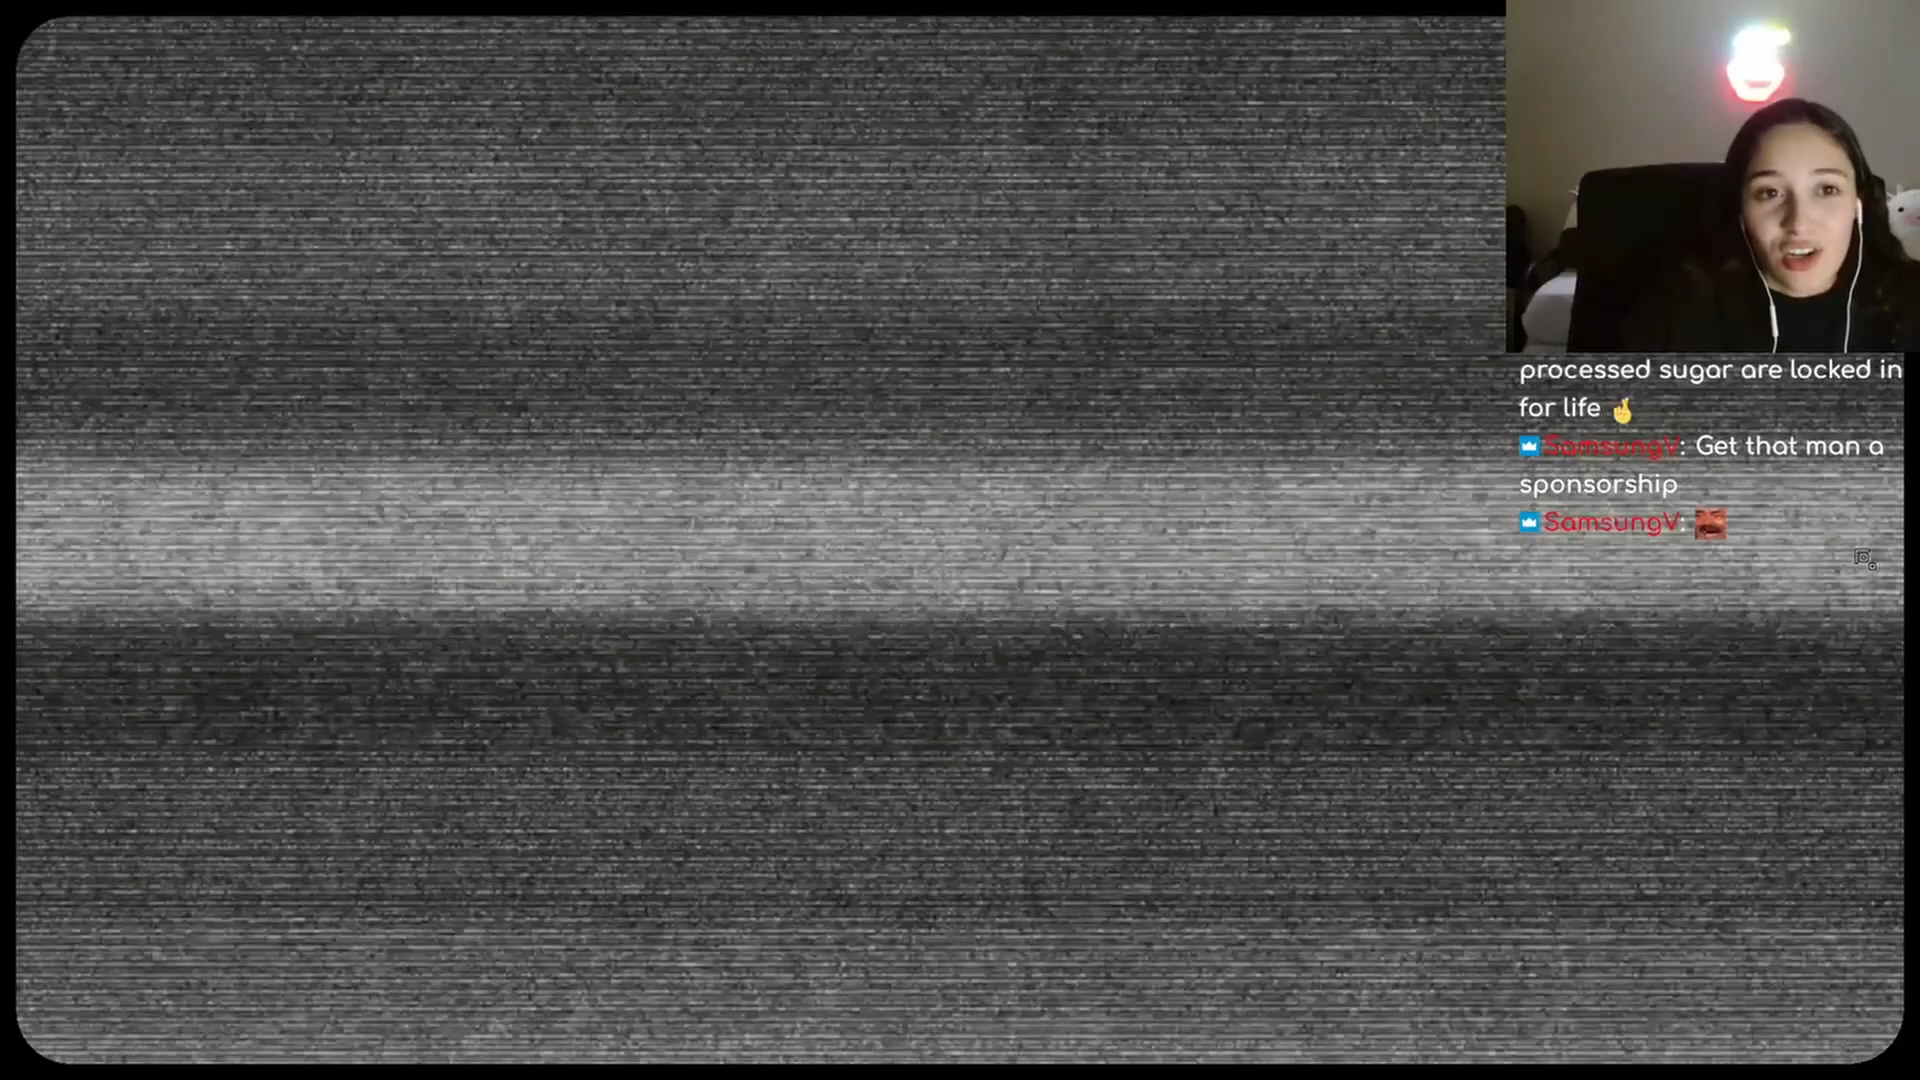 processed sugar are locked in
for life 🤞
SamsungV: Get that man a
sponsorship
SamsungV: